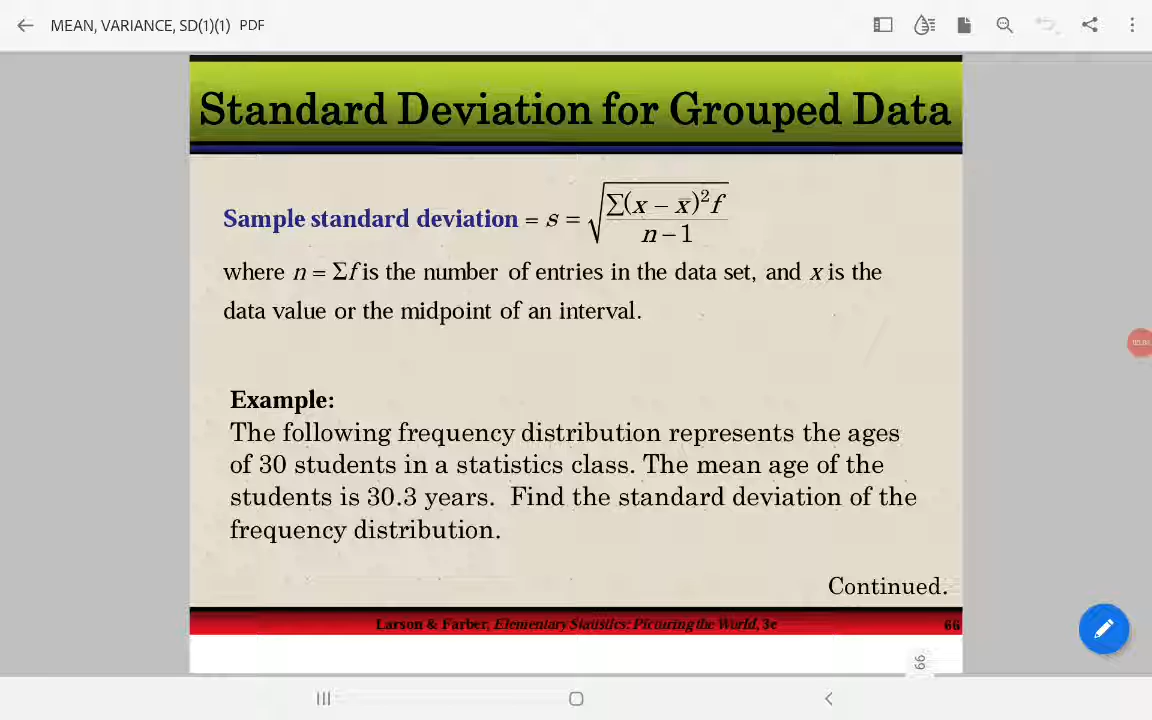 MEAN, VARIANCE, SD(1)(1) PDF
Standard Deviation for Grouped Data
Sample standard deviation = s = √(Σ(x − x̄)²f / (n − 1))
where n = Σf is the number of entries in the data set, and x is the
data value or the midpoint of an interval.
Example:
The following frequency distribution represents the ages
of 30 students in a statistics class. The mean age of the
students is 30.3 years. Find the standard deviation of the
frequency distribution.
Continued.
Larson & Farber, Elementary Statistics: Picturing the World, 3e 66
66